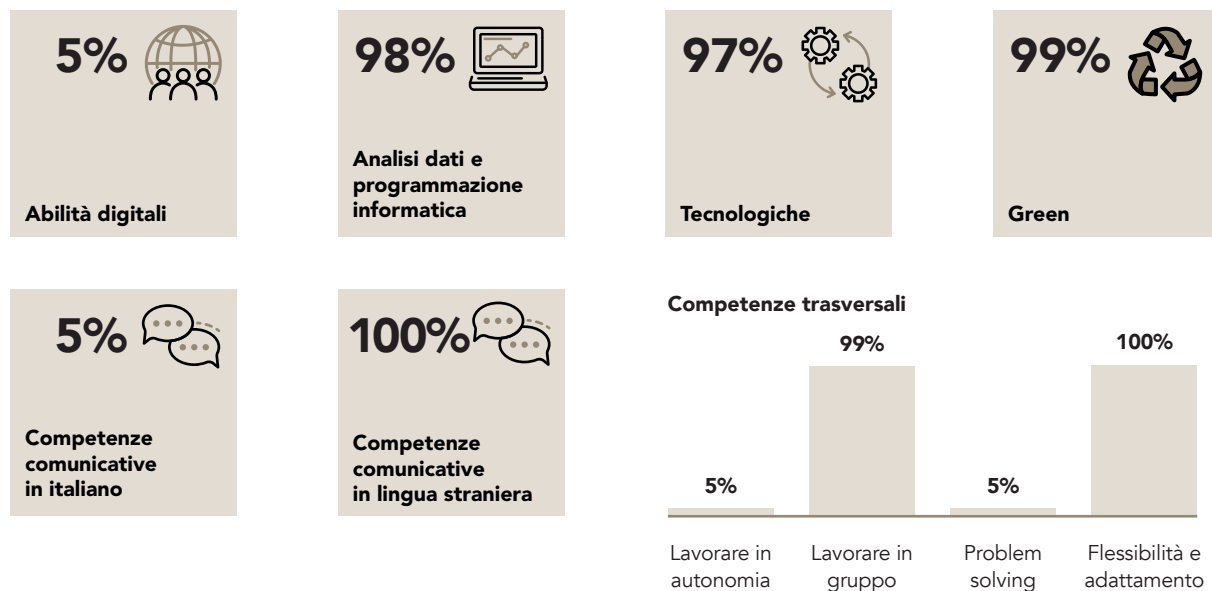 5%
Abilità digitali
98%
Analisi dati e
programmazione
informatica
97%
Tecnologiche
99%
Green
5%
Competenze
comunicative
in italiano
100%
Competenze
comunicative
in lingua straniera
Competenze trasversali
5%
99%
5%
100%
Lavorare in
autonomia
Lavorare in
gruppo
Problem
solving
Flessibilità e
adattamento